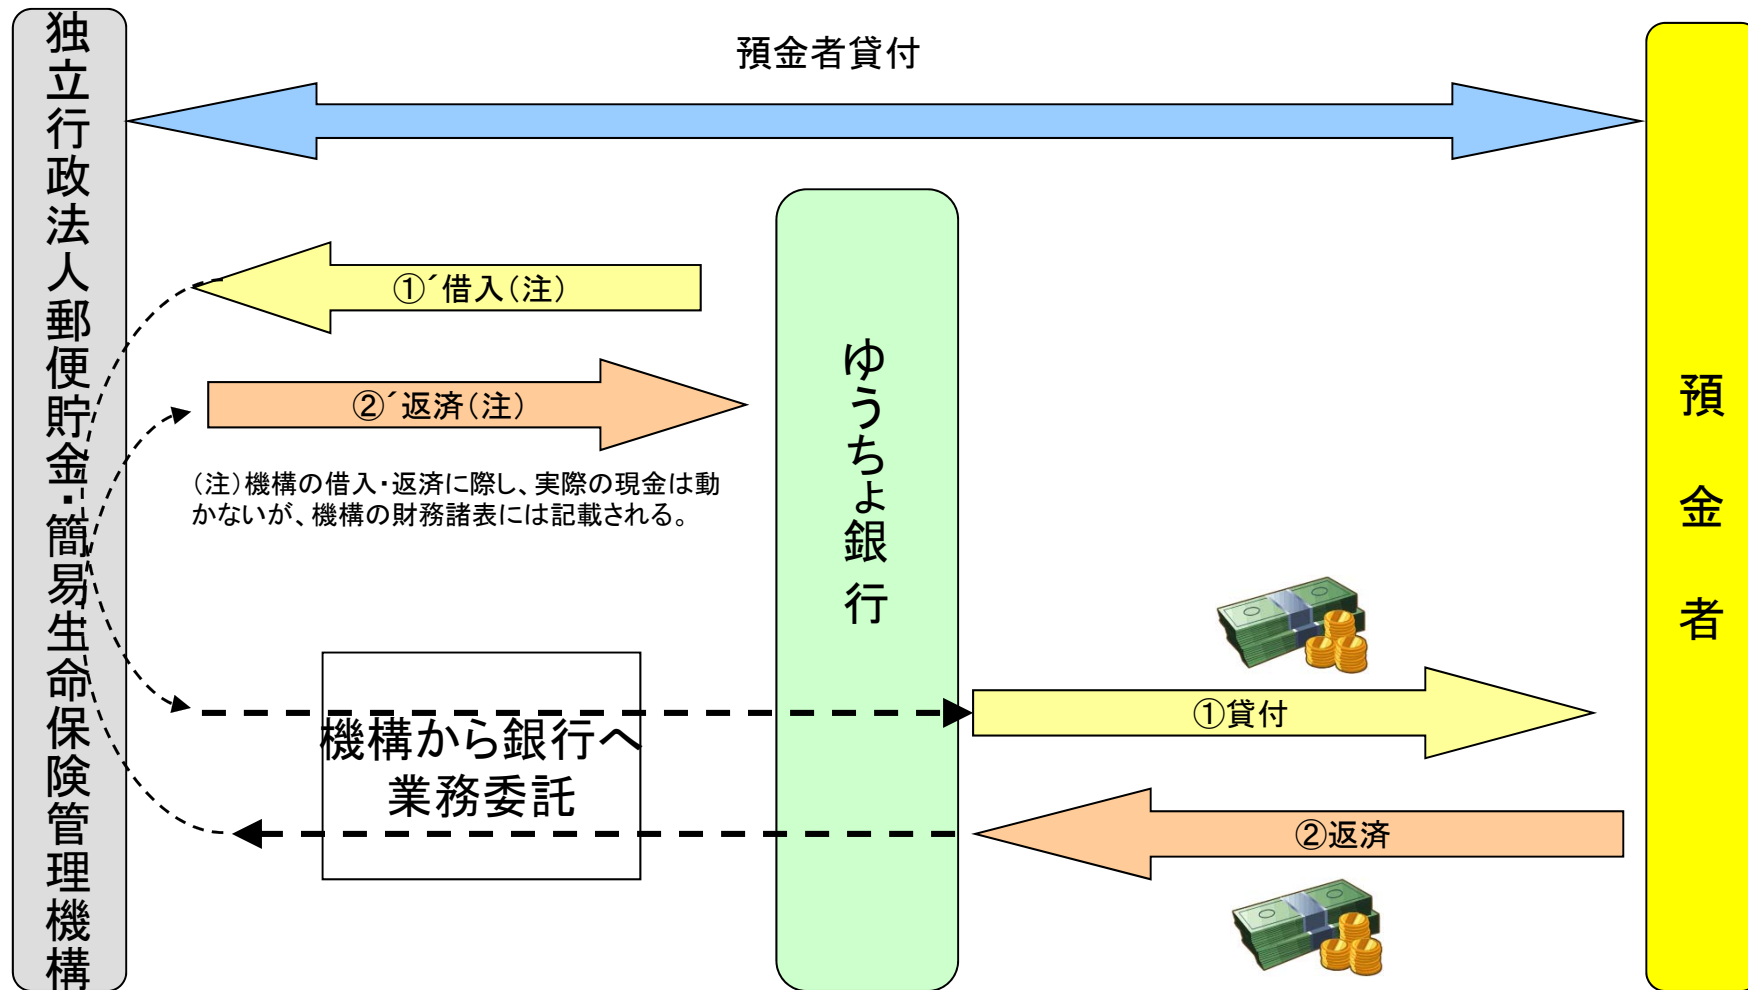 独立行政法人郵便貯金・簡易生命保険管理機構
預金者貸付
①´借入(注)
②´返済(注)
(注)機構の借入・返済に際し、実際の現金は動
かないが、機構の財務諸表には記載される。
ゆうちょ銀行
機構から銀行へ
業務委託
①貸付
②返済
預金者